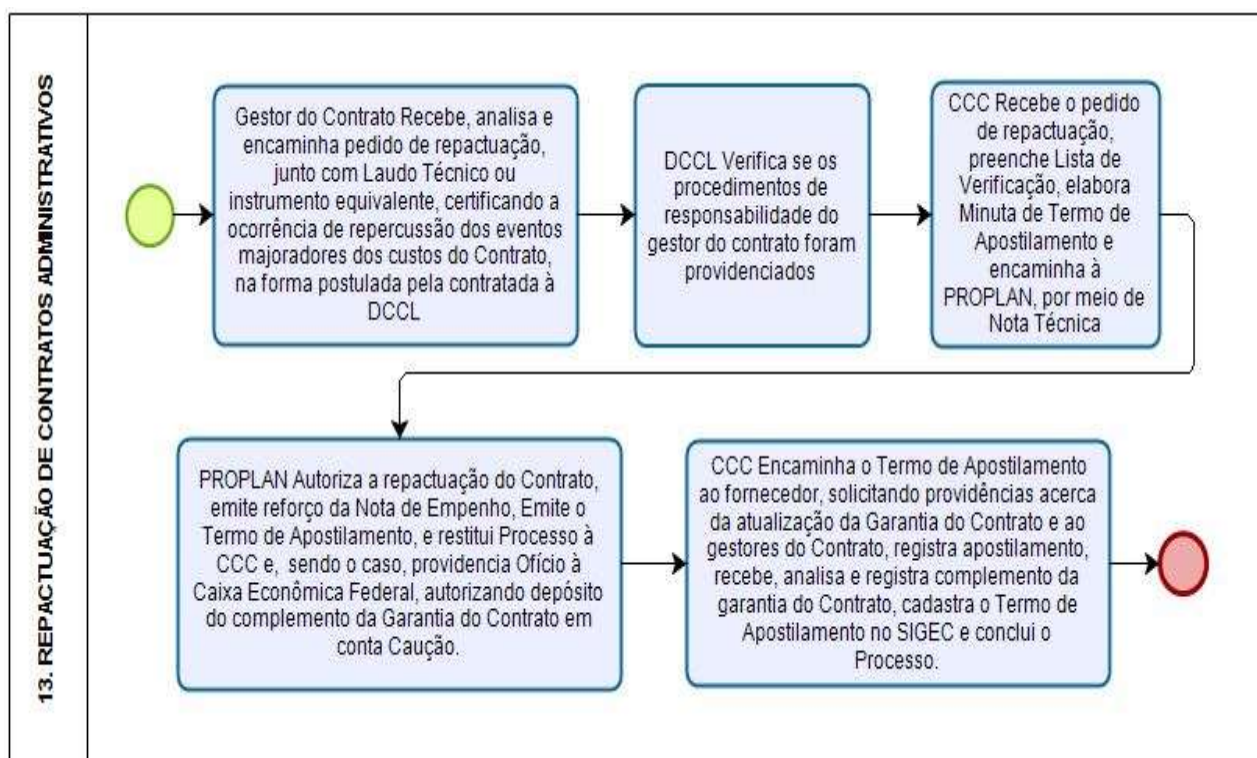 13. REPACTUAÇÃO DE CONTRATOS ADMINISTRATIVOS
Gestor do Contrato Recebe, analisa e
encaminha pedido de repactuação,
junto com Laudo Técnico ou
instrumento equivalente, certificando a
ocorrência de repercussão dos eventos
majoradores dos custos do Contrato,
na forma postulada pela contratada à
DCCL
DCCL Verifica se os
procedimentos de
responsabilidade do
gestor do contrato foram
providenciados
CCC Recebe o pedido
de repactuação,
preenche Lista de
Verificação, elabora
Minuta de Termo de
Apostilamento e
encaminha à
PROPLAN, por meio de
Nota Técnica
PROPLAN Autoriza a repactuação do Contrato,
emite reforço da Nota de Empenho, Emite o
Termo de Apostilamento, e restitui Processo à
CCC e, sendo o caso, providencia Ofício à
Caixa Econômica Federal, autorizando depósito
do complemento da Garantia do Contrato em
conta Caução.
CCC Encaminha o Termo de Apostilamento
ao fornecedor, solicitando providências acerca
da atualização da Garantia do Contrato e ao
gestores do Contrato, registra apostilamento,
recebe, analisa e registra complemento da
garantia do Contrato, cadastra o Termo de
Apostilamento no SIGEC e conclui o
Processo.